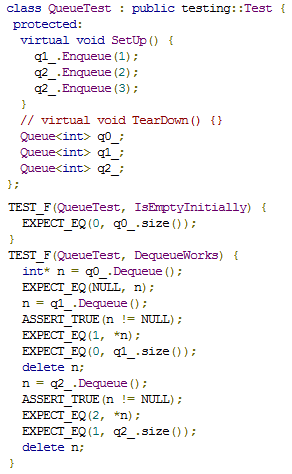 class QueueTest : public testing::Test {
 protected:
  virtual void SetUp() {
    q1_.Enqueue(1);
    q2_.Enqueue(2);
    q2_.Enqueue(3);
  }
  // virtual void TearDown() {}
  Queue<int> q0_;
  Queue<int> q1_;
  Queue<int> q2_;
};
TEST_F(QueueTest, IsEmptyInitially) {
  EXPECT_EQ(0, q0_.size());
}
TEST_F(QueueTest, DequeueWorks) {
  int* n = q0_.Dequeue();
  EXPECT_EQ(NULL, n);
  n = q1_.Dequeue();
  ASSERT_TRUE(n != NULL);
  EXPECT_EQ(1, *n);
  EXPECT_EQ(0, q1_.size());
  delete n;
  n = q2_.Dequeue();
  ASSERT_TRUE(n != NULL);
  EXPECT_EQ(2, *n);
  EXPECT_EQ(1, q2_.size());
  delete n;
}